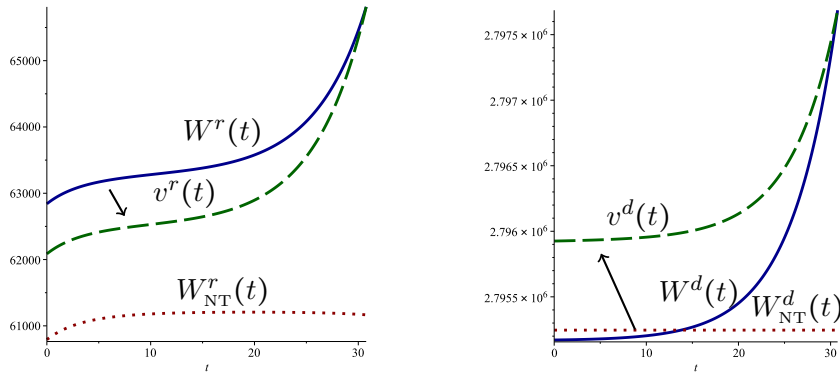 65000
64000
63000
62000
61000
0
10
20
30
t
W^r(t)
v^r(t)
W^r_NT(t)
2.7975 × 10^6
2.797 × 10^6
2.7965 × 10^6
2.796 × 10^6
2.7955 × 10^6
0
10
20
30
t
v^d(t)
W^d(t)
W^d_NT(t)